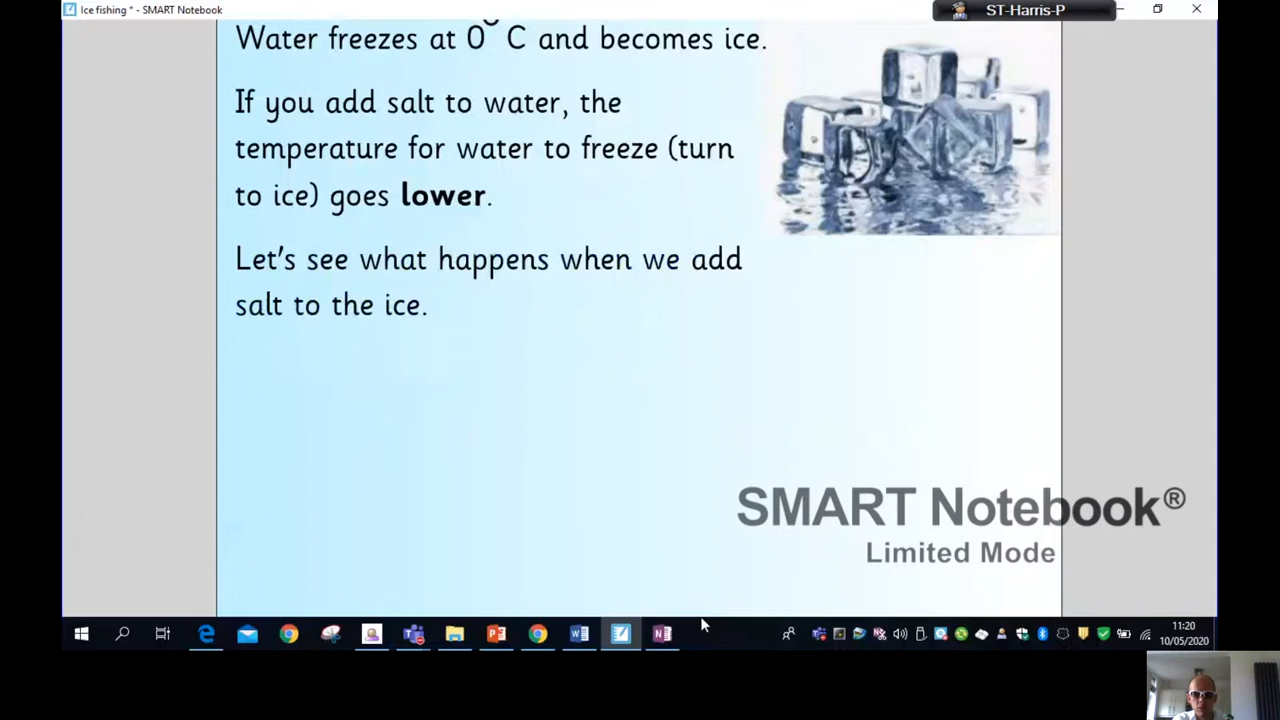 Ice fishing * - SMART Notebook
ST-Harris-P
Water freezes at 0° C and becomes ice.
If you add salt to water, the
temperature for water to freeze (turn
to ice) goes lower.
Let's see what happens when we add
salt to the ice.
SMART Notebook®
Limited Mode
11:20
10/05/2020